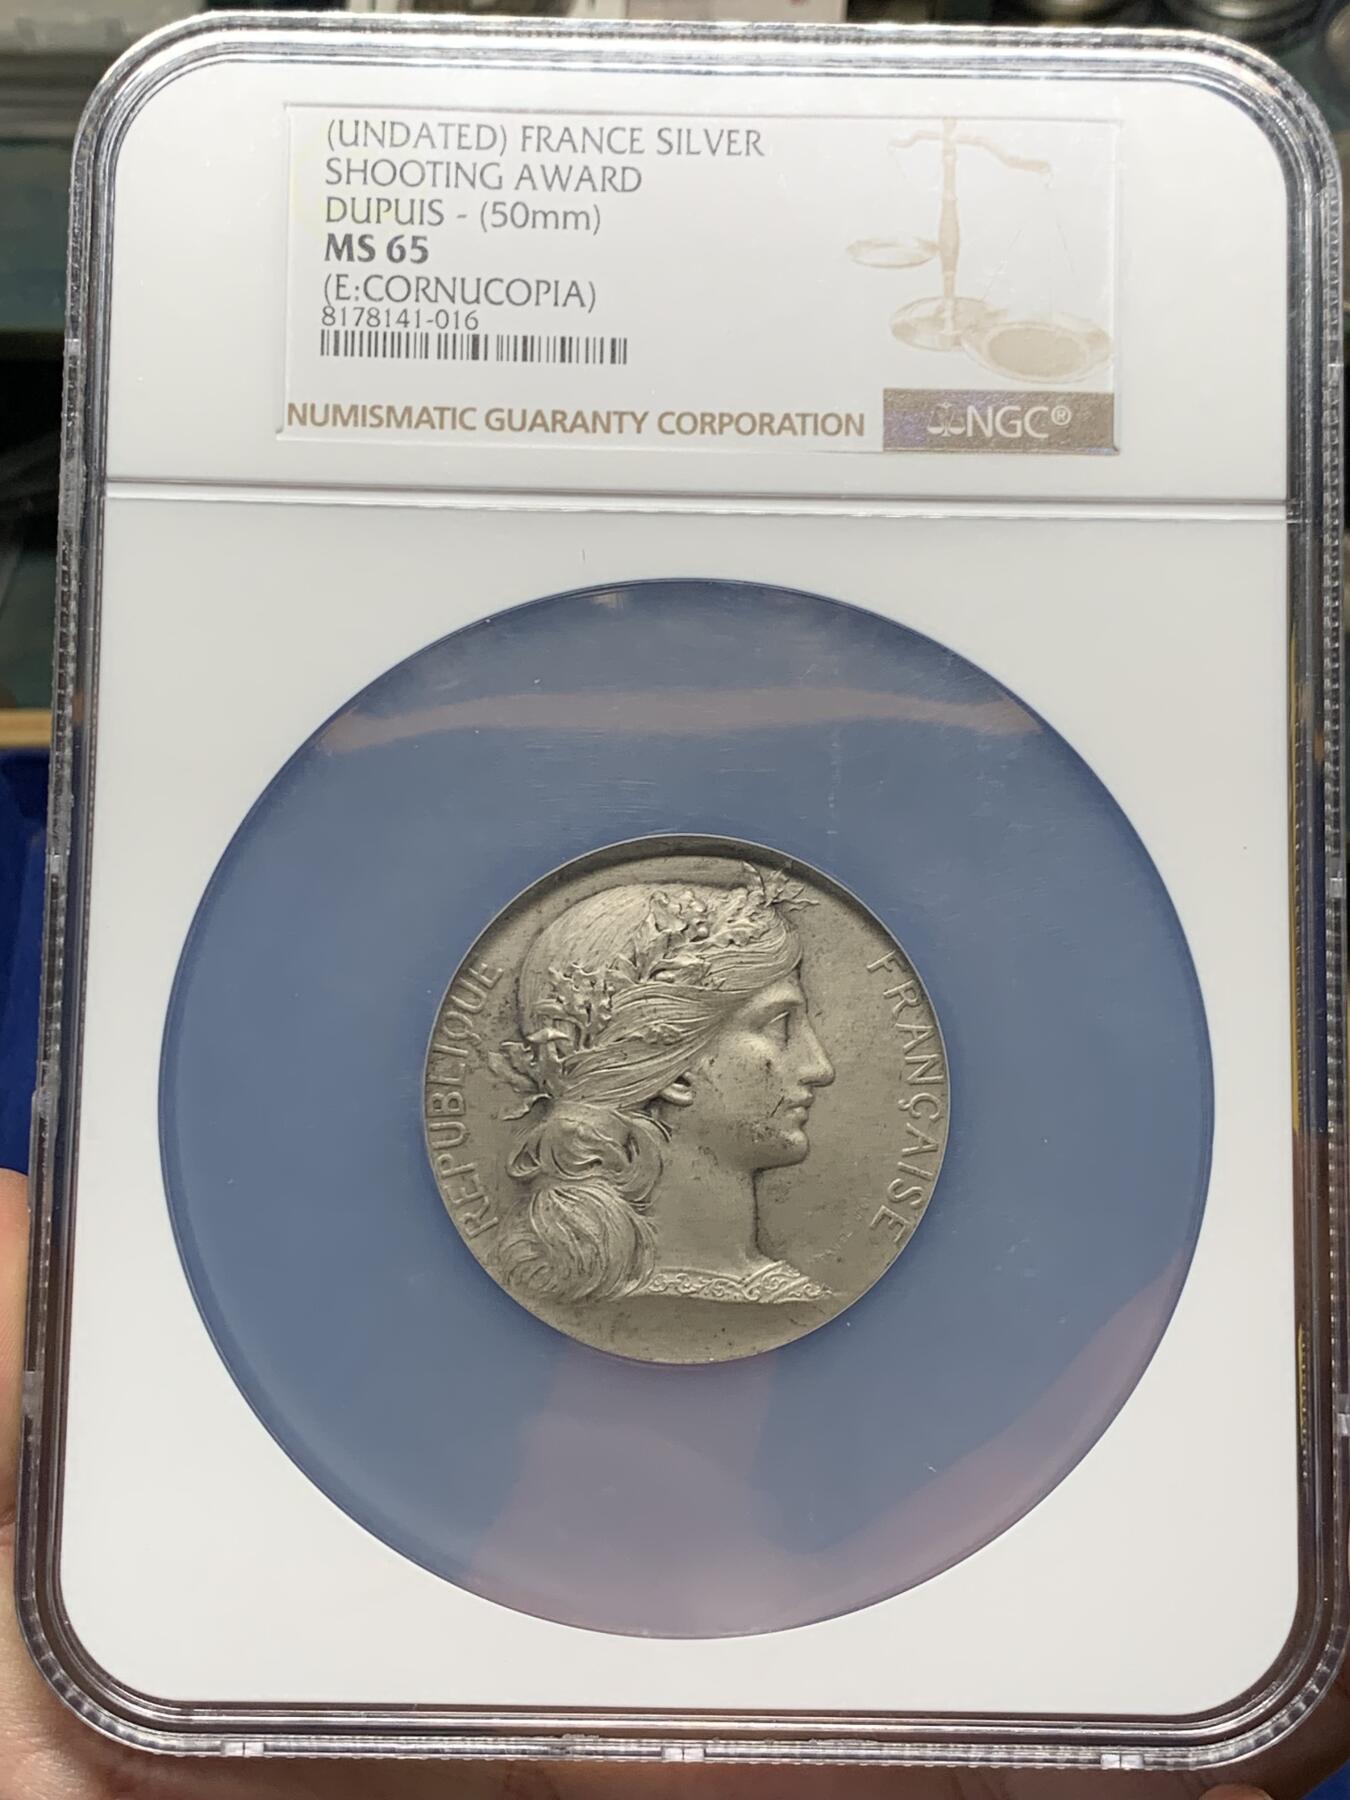 (UNDATED) FRANCE SILVER
SHOOTING AWARD
DUPUIS - (50mm)
MS 65
(E:CORNUCOPIA)
8178141-016
NUMISMATIC GUARANTY CORPORATION
NGC®
REPUBLIQUE
FRANÇAISE